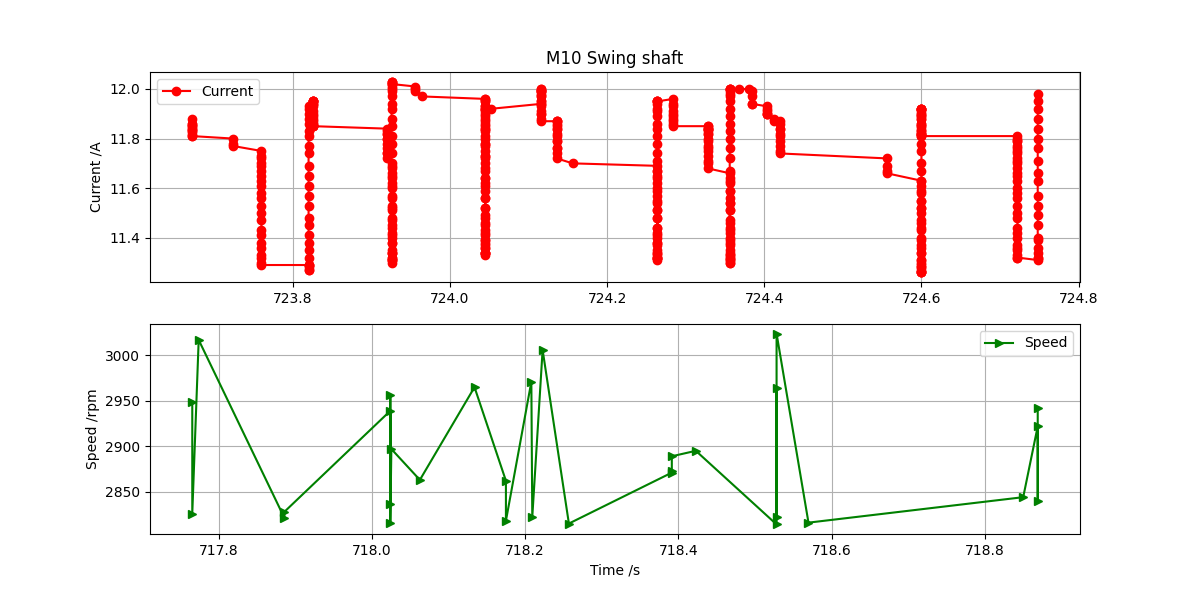 M10 Swing shaft
Current /A
12.0
11.8
11.6
11.4
Current
723.8 724.0 724.2 724.4 724.6 724.8
Speed /rpm
3000
2950
2900
2850
Speed
717.8 718.0 718.2 718.4 718.6 718.8
Time /s